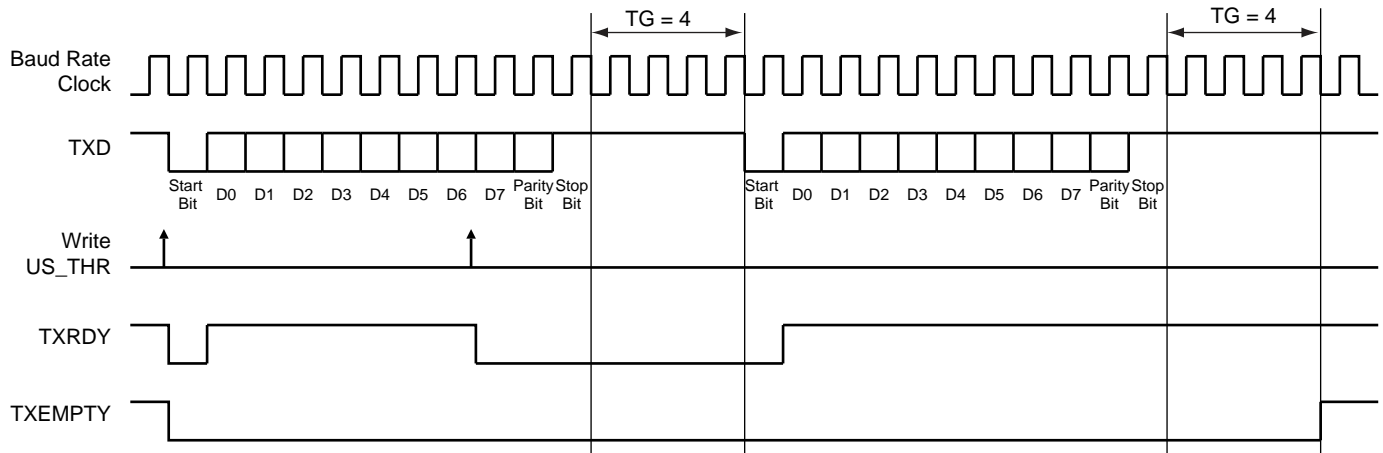 TG = 4
TG = 4
Baud Rate
Clock
TXD
Start
Bit
D0
D1
D2
D3
D4
D5
D6
D7
Parity
Bit
Stop
Bit
Start
Bit
D0
D1
D2
D3
D4
D5
D6
D7
Parity
Bit
Stop
Bit
Write
US_THR
TXRDY
TXEMPTY